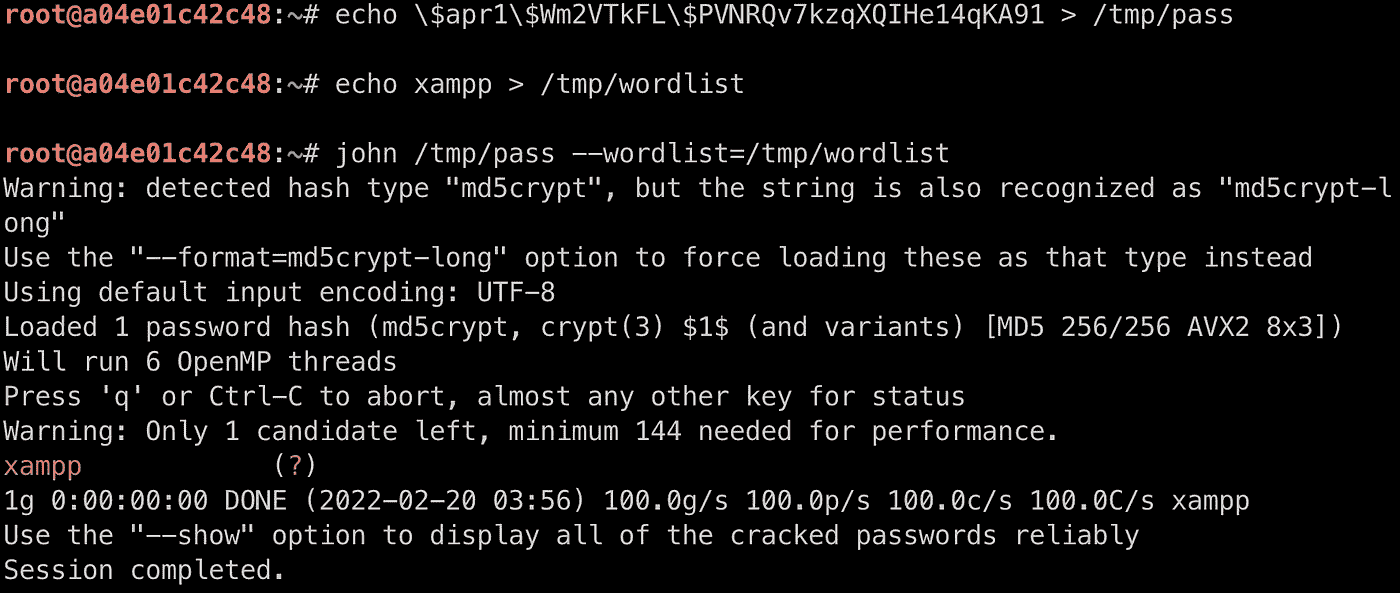 root@a04e01c42c48:~# echo \$apr1\$Wm2VTkFL\$PVNRQv7kzqXQIHe14qKA91 > /tmp/pass
root@a04e01c42c48:~# echo xampp > /tmp/wordlist
root@a04e01c42c48:~# john /tmp/pass --wordlist=/tmp/wordlist
Warning: detected hash type "md5crypt", but the string is also recognized as "md5crypt-l
ong"
Use the "--format=md5crypt-long" option to force loading these as that type instead
Using default input encoding: UTF-8
Loaded 1 password hash (md5crypt, crypt(3) $1$ (and variants) [MD5 256/256 AVX2 8x3])
Will run 6 OpenMP threads
Press 'q' or Ctrl-C to abort, almost any other key for status
Warning: Only 1 candidate left, minimum 144 needed for performance.
xampp            (?)
1g 0:00:00:00 DONE (2022-02-20 03:56) 100.0g/s 100.0p/s 100.0c/s 100.0C/s xampp
Use the "--show" option to display all of the cracked passwords reliably
Session completed.